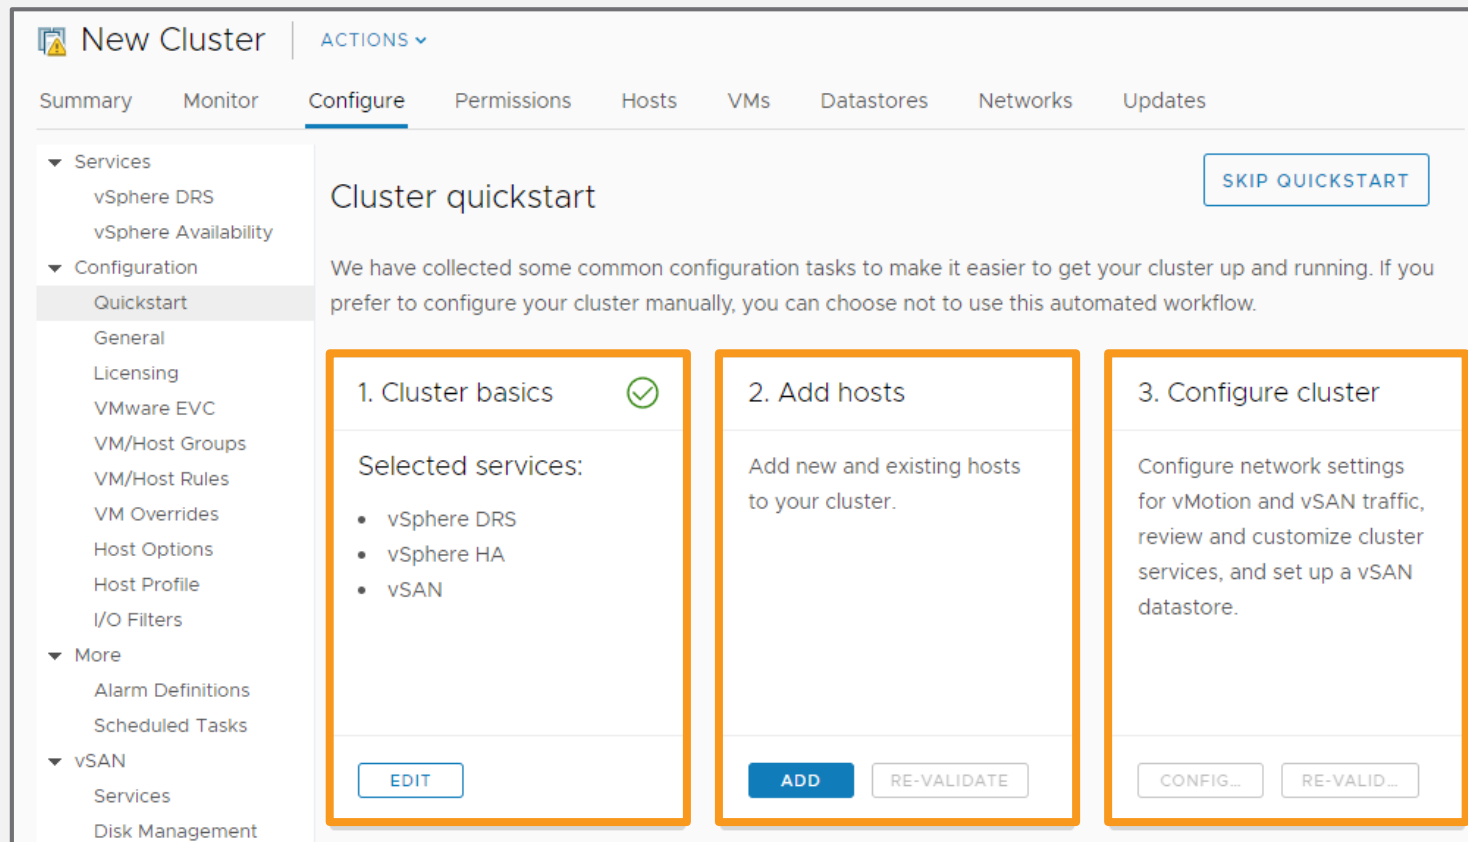 New Cluster
ACTIONS
Summary Monitor Configure Permissions Hosts VMs Datastores Networks Updates
Services
vSphere DRS
vSphere Availability
Configuration
Quickstart
General
Licensing
VMware EVC
VM/Host Groups
VM/Host Rules
VM Overrides
Host Options
Host Profile
I/O Filters
More
Alarm Definitions
Scheduled Tasks
vSAN
Services
Disk Management
Cluster quickstart
SKIP QUICKSTART
We have collected some common configuration tasks to make it easier to get your cluster up and running. If you
prefer to configure your cluster manually, you can choose not to use this automated workflow.
1. Cluster basics
Selected services:
• vSphere DRS
• vSphere HA
• vSAN
EDIT
2. Add hosts
Add new and existing hosts
to your cluster.
ADD
RE-VALIDATE
3. Configure cluster
Configure network settings
for vMotion and vSAN traffic,
review and customize cluster
services, and set up a vSAN
datastore.
CONFIG...
RE-VALID...